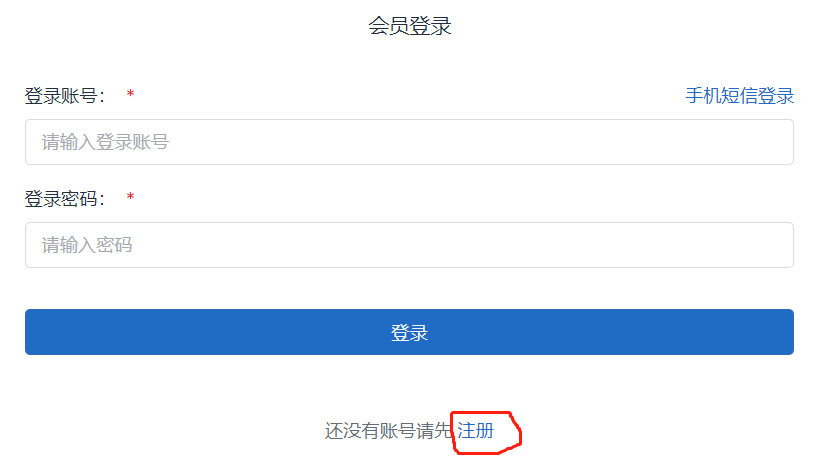 会员登录
登录账号： * 手机短信登录
请输入登录账号
登录密码： *
请输入密码
登录
还没有账号请先 注册